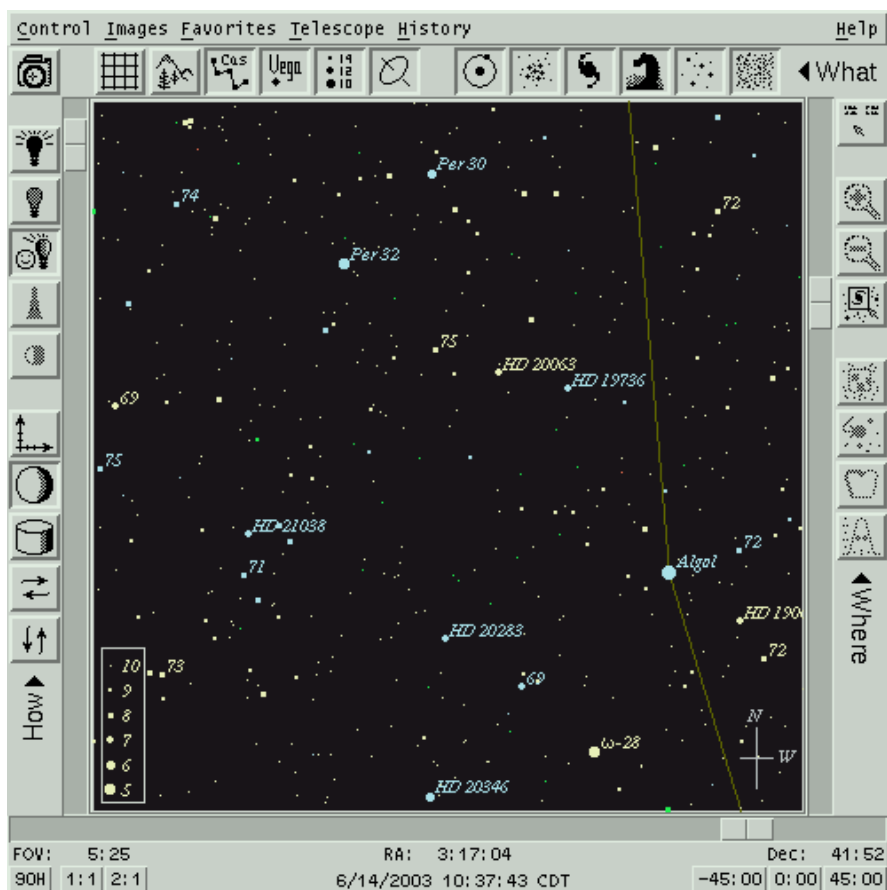 Control Images Favorites Telescope History Help
Cas Vega 14 12 10 What
Per 30
74
72
Per 32
75
HD 20063
HD 19736
69
75
HD 21038
72
71
Algol
HD 190
HD 20283
72
73
69
ω-28
HD 20346
10
9
8
7
6
5
N
W
How
Where
FOV: 5:25 RA: 3:17:04 Dec: 41:52
90H 1:1 2:1 6/14/2003 10:37:43 CDT -45:00 0:00 45:00